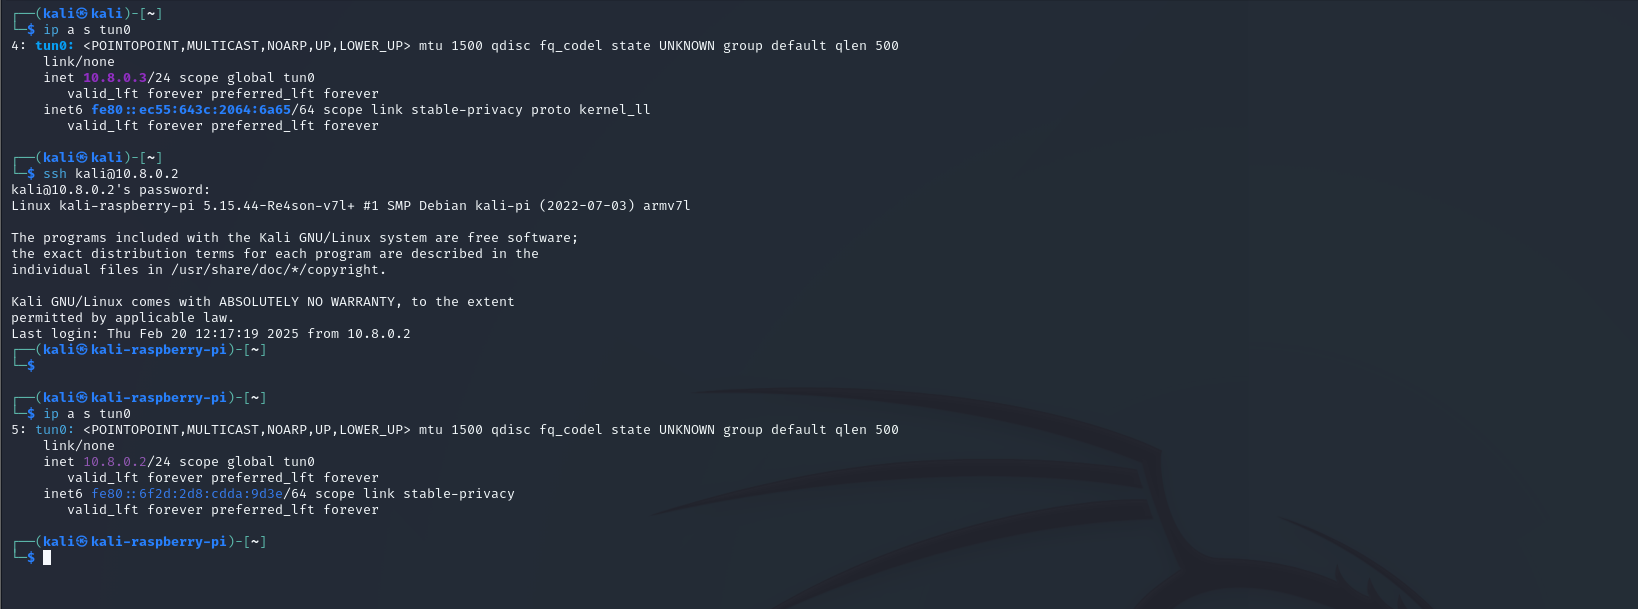 ┌──(kali㉿kali)-[~]
└─$ ip a s tun0
4: tun0: <POINTOPOINT,MULTICAST,NOARP,UP,LOWER_UP> mtu 1500 qdisc fq_codel state UNKNOWN group default qlen 500
    link/none
    inet 10.8.0.3/24 scope global tun0
       valid_lft forever preferred_lft forever
    inet6 fe80::ec55:643c:2064:6a65/64 scope link stable-privacy proto kernel_ll
       valid_lft forever preferred_lft forever

┌──(kali㉿kali)-[~]
└─$ ssh kali@10.8.0.2
kali@10.8.0.2's password:
Linux kali-raspberry-pi 5.15.44-Re4son-v7l+ #1 SMP Debian kali-pi (2022-07-03) armv7l

The programs included with the Kali GNU/Linux system are free software;
the exact distribution terms for each program are described in the
individual files in /usr/share/doc/*/copyright.

Kali GNU/Linux comes with ABSOLUTELY NO WARRANTY, to the extent
permitted by applicable law.
Last login: Thu Feb 20 12:17:19 2025 from 10.8.0.2
┌──(kali㉿kali-raspberry-pi)-[~]
└─$

┌──(kali㉿kali-raspberry-pi)-[~]
└─$ ip a s tun0
5: tun0: <POINTOPOINT,MULTICAST,NOARP,UP,LOWER_UP> mtu 1500 qdisc fq_codel state UNKNOWN group default qlen 500
    link/none
    inet 10.8.0.2/24 scope global tun0
       valid_lft forever preferred_lft forever
    inet6 fe80::6f2d:2d8:cdda:9d3e/64 scope link stable-privacy
       valid_lft forever preferred_lft forever

┌──(kali㉿kali-raspberry-pi)-[~]
└─$